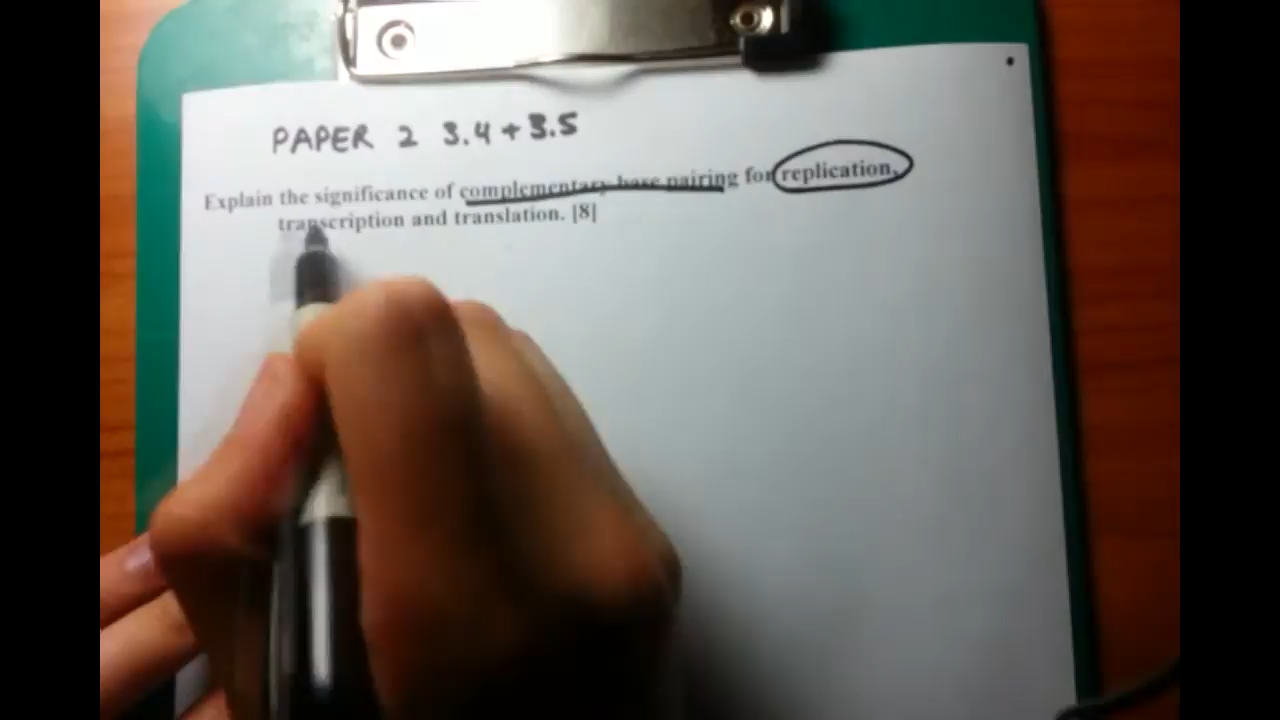 PAPER 2 3.4 + 3.5
Explain the significance of complementary base pairing for replication,
transcription and translation. [8]